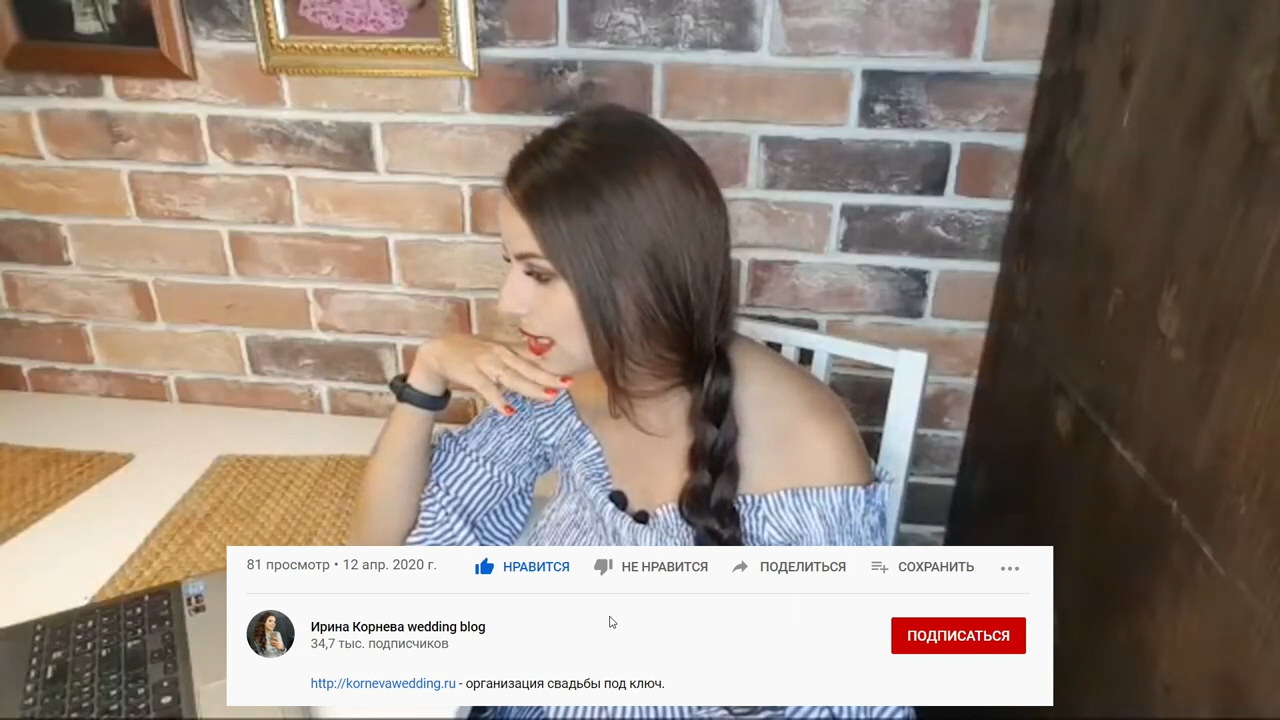 81 просмотр • 12 апр. 2020 г. НРАВИТСЯ НЕ НРАВИТСЯ ПОДЕЛИТЬСЯ СОХРАНИТЬ
Ирина Корнева wedding blog
34,7 тыс. подписчиков
ПОДПИСАТЬСЯ
http://kornevawedding.ru - организация свадьбы под ключ.